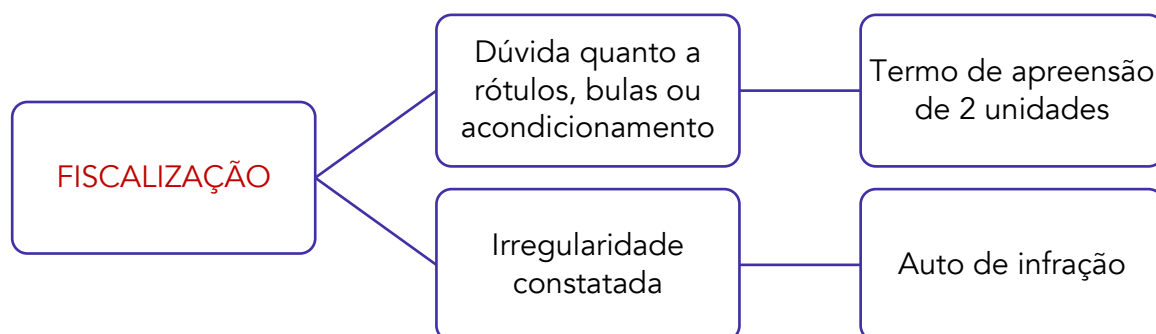 FISCALIZAÇÃO
Dúvida quanto a
rótulos, bulas ou
acondicionamento
Termo de apreensão
de 2 unidades
Irregularidade
constatada
Auto de infração